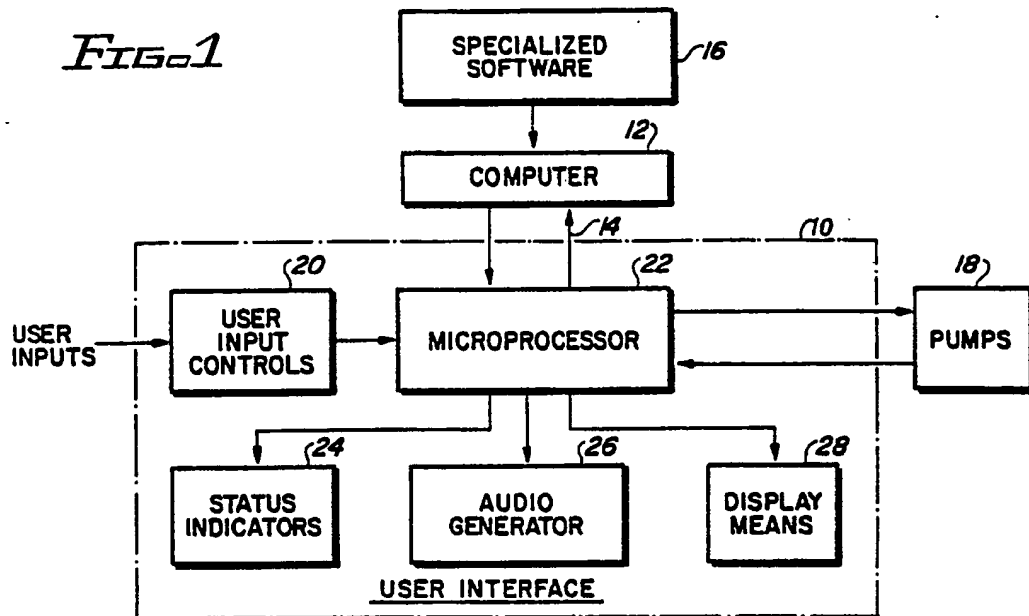 FIG. 1
SPECIALIZED
SOFTWARE
16
12
COMPUTER
14
10
20
22
18
USER
INPUTS
USER
INPUT
CONTROLS
MICROPROCESSOR
PUMPS
24
26
28
STATUS
INDICATORS
AUDIO
GENERATOR
DISPLAY
MEANS
USER INTERFACE